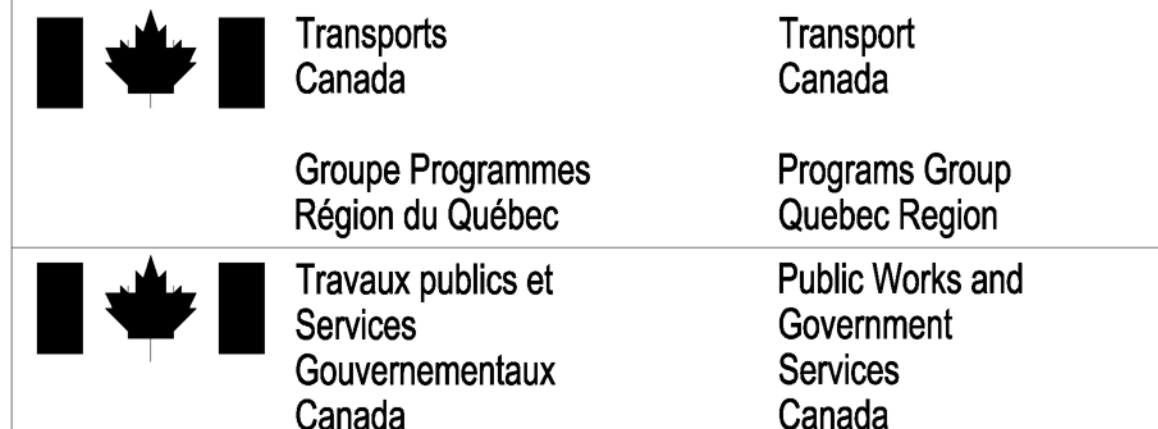 Transports
Canada
Transport
Canada
Groupe Programmes
Région du Québec
Programs Group
Quebec Region
Travaux publics et
Services
Gouvernementaux
Canada
Public Works and
Government
Services
Canada